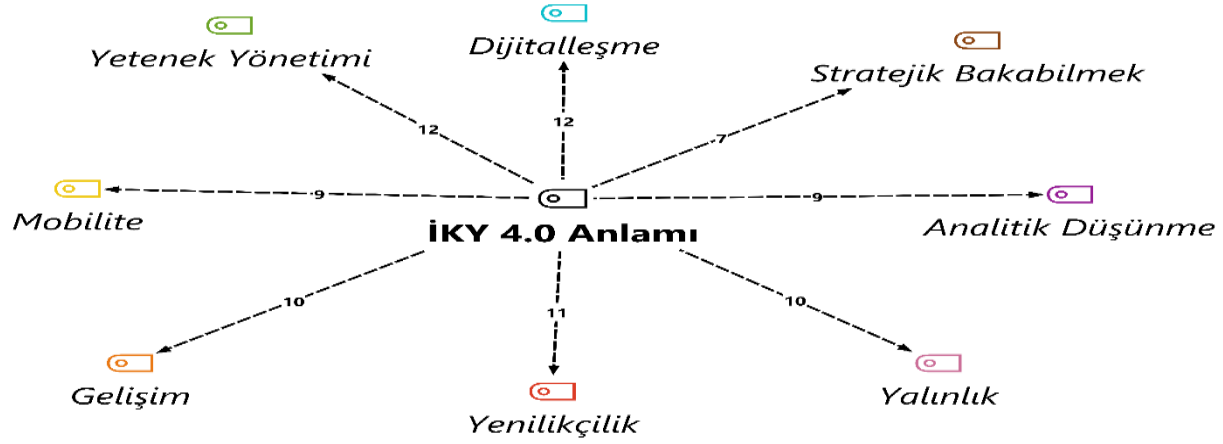 Yetenek Yönetimi
Dijitalleşme
Stratejik Bakabilmek
12
12
7
Mobilite
9
9
Analitik Düşünme
İKY 4.0 Anlamı
10
11
10
Gelişim
Yenilikçilik
Yalınlık